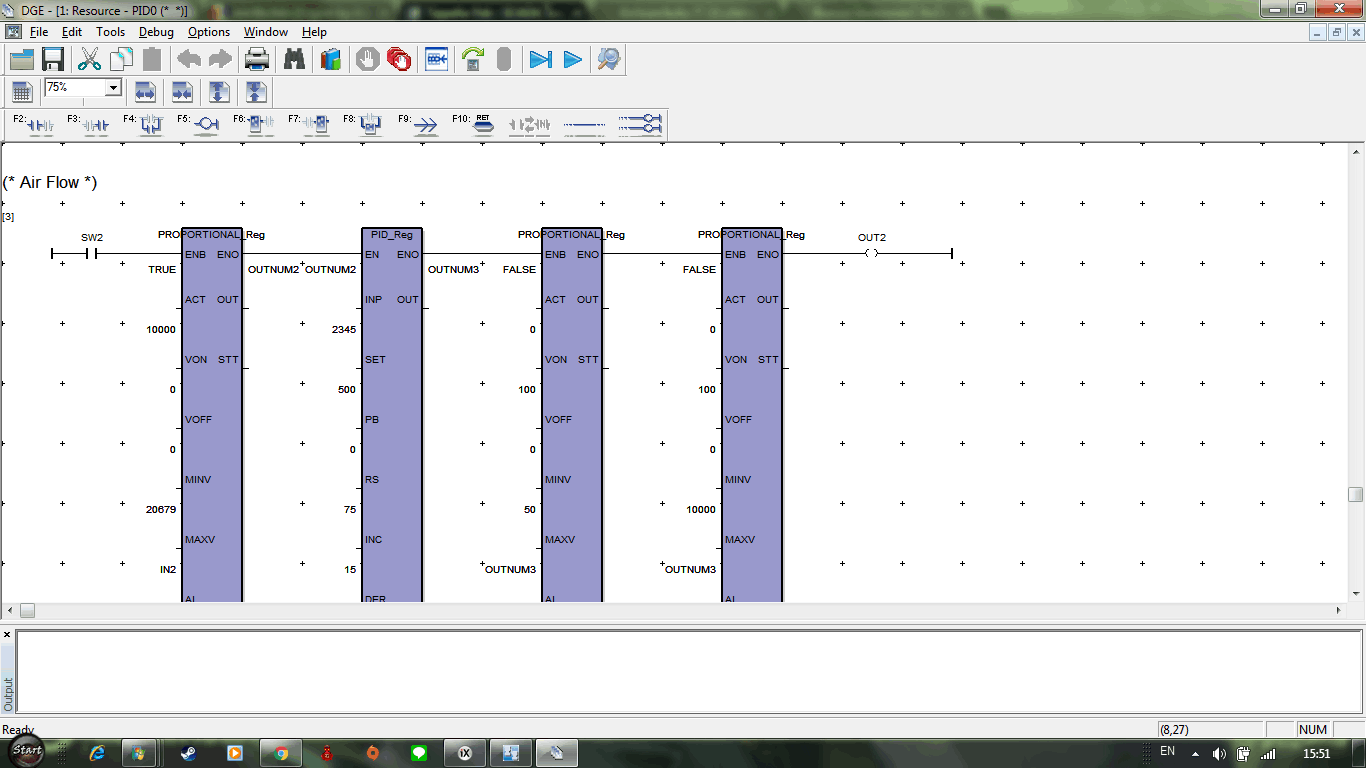 DGE - [1: Resource - PID0 (* *)]
File Edit Tools Debug Options Window Help
75%
F2: F3: F4: F5: F6: F7: F8: F9: F10: RET
(* Air Flow *)
[3]
SW2 PROPORTIONAL_Reg PID_Reg PROPORTIONAL_Reg PROPORTIONAL_Reg OUT2
ENB ENO EN ENO ENB ENO ENB ENO
TRUE OUTNUM2 OUTNUM2 OUTNUM3 FALSE FALSE
ACT OUT INP OUT ACT OUT ACT OUT
10000 2345 0 0
VON STT SET VON STT VON STT
0 500 100 100
VOFF PB VOFF VOFF
0 0 0 0
MINV RS MINV MINV
20679 75 50 10000
MAXV INC MAXV MAXV
IN2 15 OUTNUM3 OUTNUM3
AI DER AI AI
Output
Ready (8,27) NUM
Start EN 15:51